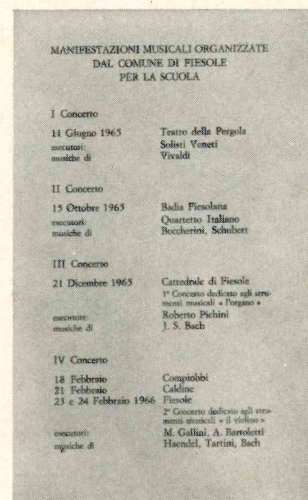 MANIFESTAZIONI MUSICALI ORGANIZZATE
DAL COMUNE DI FIESOLE
PER LA SCUOLA
I Concerto
11 Giugno 1965 Teatro della Pergola
esecutori: Solisti Veneti
musiche di Vivaldi
II Concerto
15 Ottobre 1965 Badia Fiesolana
esecutori: Quartetto Italiano
musiche di Boccherini, Schubert
III Concerto
21 Dicembre 1965 Cattedrale di Fiesole
1º Concerto dedicato agli stru-
menti musicali « l'organo »
esecutore: Roberto Pichini
musiche di J. S. Bach
IV Concerto
18 Febbraio Compiobbi
21 Febbraio Caldine
23 e 24 Febbraio 1966 Fiesole
2º Concerto dedicato agli stru-
menti musicali « il violino »
esecutori: M. Gallini, A. Bartoletti
musiche di Haendel, Tartini, Bach